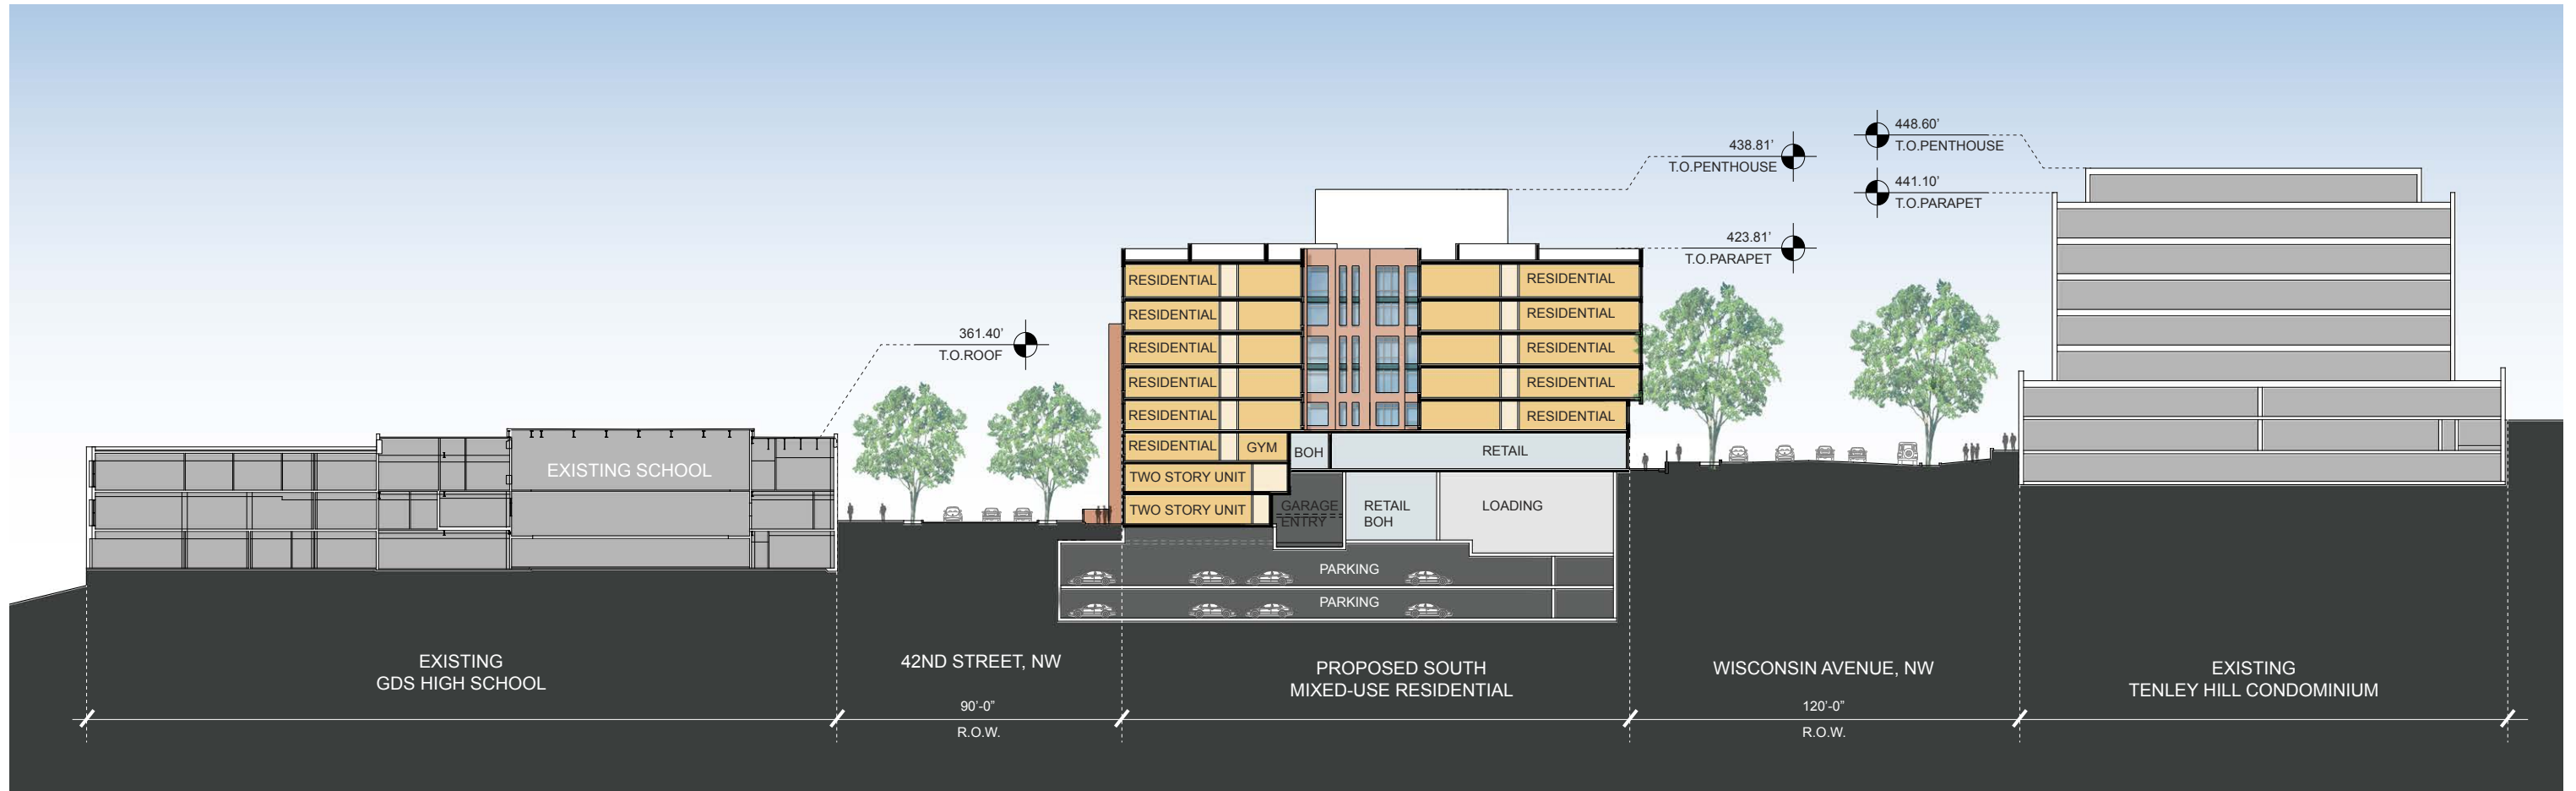 448.60'
T.O.PENTHOUSE
438.81'
T.O.PENTHOUSE
441.10'
T.O.PARAPET
423.81'
T.O.PARAPET
361.40'
T.O.ROOF
RESIDENTIAL
RESIDENTIAL
RESIDENTIAL
RESIDENTIAL
RESIDENTIAL
RESIDENTIAL
RESIDENTIAL
RESIDENTIAL
RESIDENTIAL
RESIDENTIAL
RESIDENTIAL
GYM
BOH
RETAIL
EXISTING SCHOOL
TWO STORY UNIT
TWO STORY UNIT
GARAGE
ENTRY
RETAIL
BOH
LOADING
PARKING
PARKING
EXISTING
GDS HIGH SCHOOL
42ND STREET, NW
PROPOSED SOUTH
MIXED-USE RESIDENTIAL
WISCONSIN AVENUE, NW
EXISTING
TENLEY HILL CONDOMINIUM
90'-0"
R.O.W.
120'-0"
R.O.W.